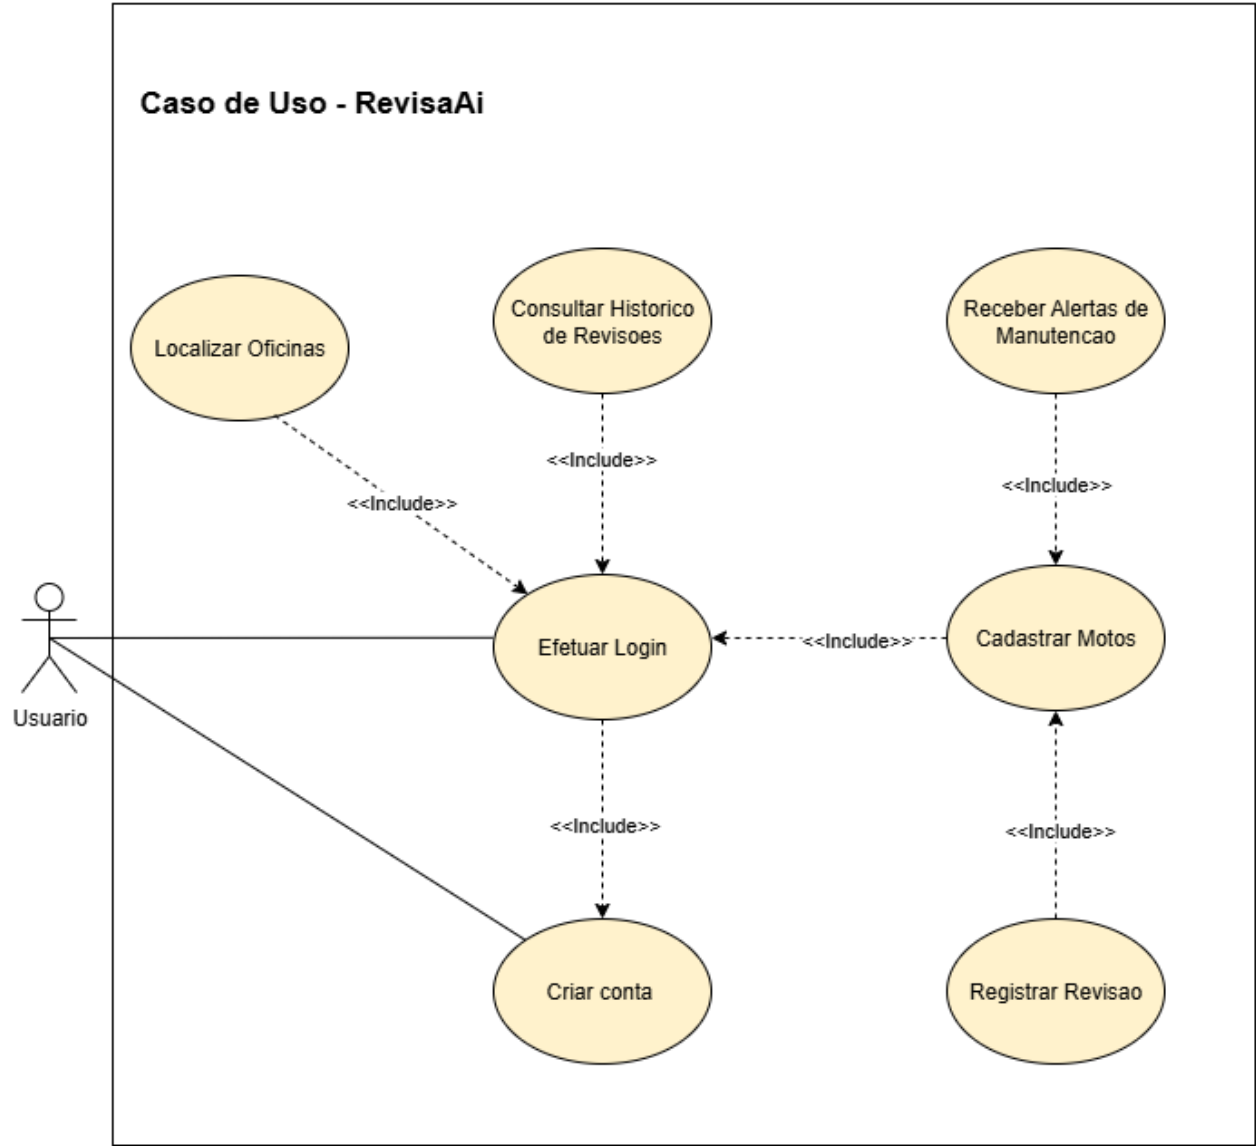 Caso de Uso - RevisaAi
Localizar Oficinas
Consultar Historico
de Revisoes
Receber Alertas de
Manutencao
<<Include>>
<<Include>>
<<Include>>
Usuario
Efetuar Login
<<Include>>
Cadastrar Motos
<<Include>>
<<Include>>
Criar conta
Registrar Revisao